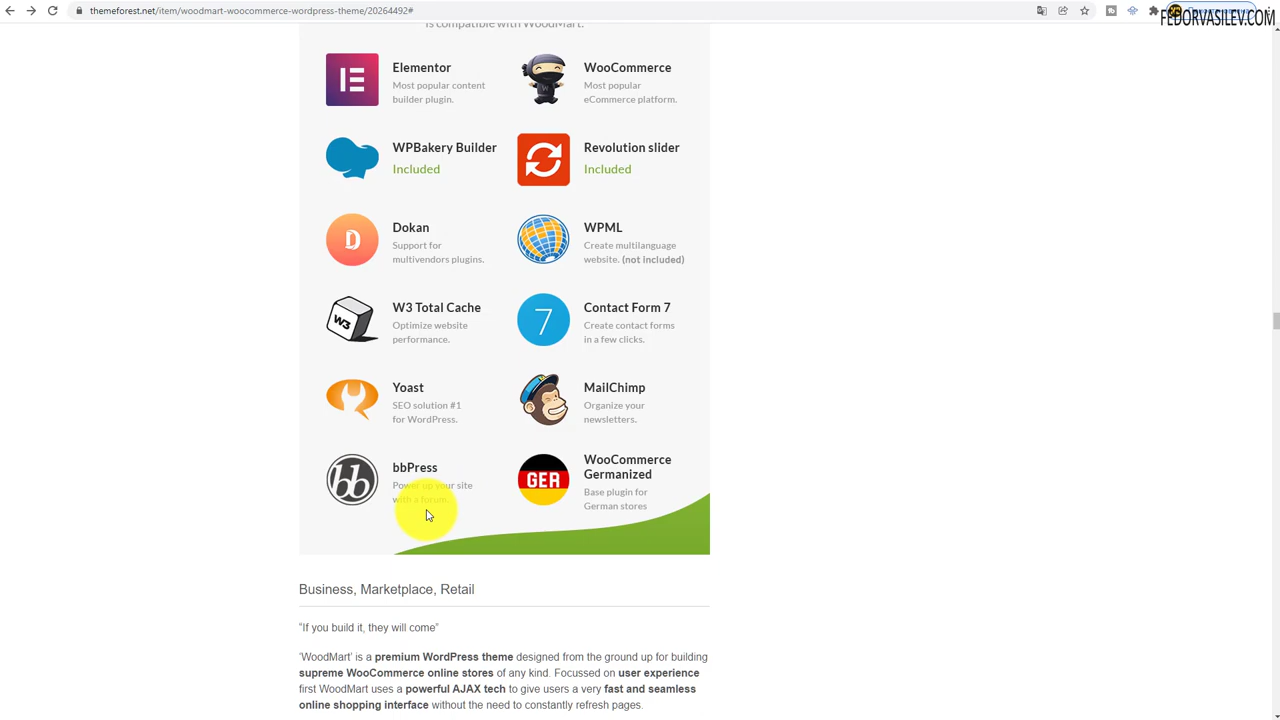 themeforest.net/item/woodmart-woocommerce-wordpress-theme/20264492#
FEDORVASILEV.COM
is compatible with WoodMart.
Elementor
Most popular content
builder plugin.
WooCommerce
Most popular
eCommerce platform.
WPBakery Builder
Included
Revolution slider
Included
D
Dokan
Support for
multivendors plugins.
WPML
Create multilanguage
website. (not included)
W3
W3 Total Cache
Optimize website
performance.
7
Contact Form 7
Create contact forms
in a few clicks.
Yoast
SEO solution #1
for WordPress.
MailChimp
Organize your
newsletters.
bb
bbPress
Power up your site
with a forum.
GER
WooCommerce
Germanized
Base plugin for
German stores
Business, Marketplace, Retail
“If you build it, they will come”
‘WoodMart’ is a premium WordPress theme designed from the ground up for building
supreme WooCommerce online stores of any kind. Focussed on user experience
first WoodMart uses a powerful AJAX tech to give users a very fast and seamless
online shopping interface without the need to constantly refresh pages.